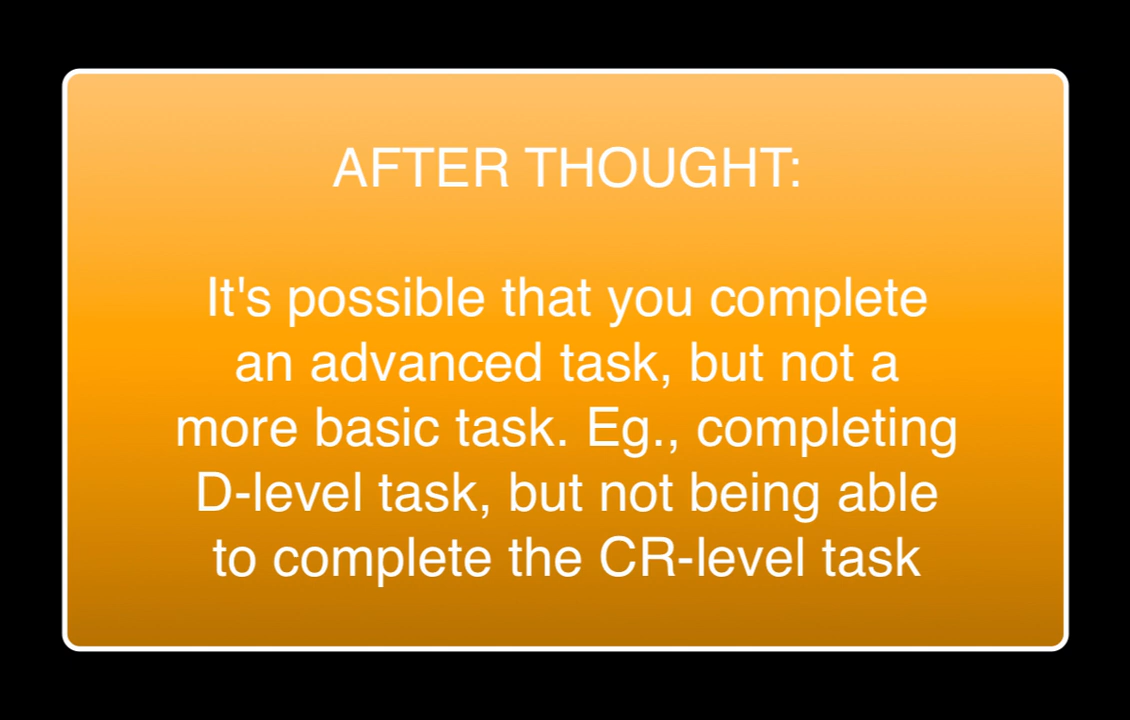 AFTER THOUGHT:
It's possible that you complete
an advanced task, but not a
more basic task. Eg., completing
D-level task, but not being able
to complete the CR-level task